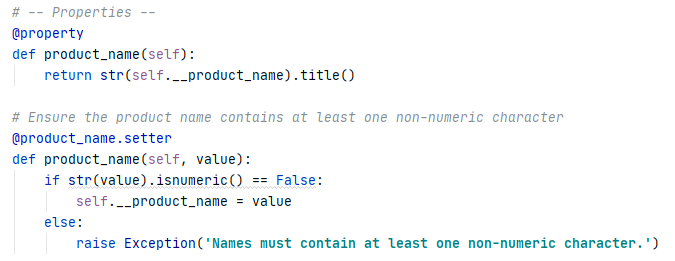 # -- Properties --
@property
def product_name(self):
    return str(self.__product_name).title()

# Ensure the product name contains at least one non-numeric character
@product_name.setter
def product_name(self, value):
    if str(value).isnumeric() == False:
        self.__product_name = value
    else:
        raise Exception('Names must contain at least one non-numeric character.')